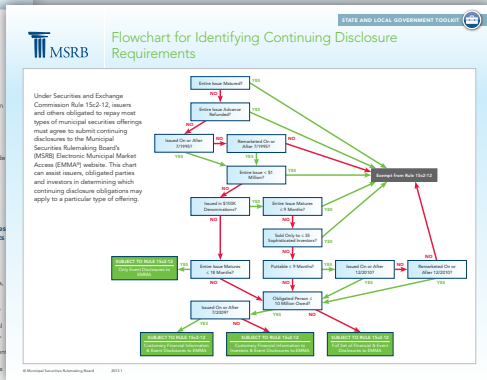 STATE AND LOCAL GOVERNMENT TOOLKIT
MSRB
Flowchart for Identifying Continuing Disclosure
Requirements
Under Securities and Exchange
Commission Rule 15c2-12, issuers
and others obligated to repay most
types of municipal securities offerings
must agree to submit continuing
disclosures to the Municipal
Securities Rulemaking Board's
(MSRB) Electronic Municipal Market
Access (EMMA®) website. This chart
can assist issuers, obligated parties
and investors in determining which
continuing disclosure obligations may
apply to a particular type of offering.
Entire Issue Matured?
YES
NO
Entire Issue Advance
Refunded?
YES
NO
Issued On or After
7/1995?
NO
Remarketed On or
After 7/1995?
NO
YES
YES
Entire Issue < $1
Million?
YES
Exempt from Rule 15c2-12
NO
Issued in $100K
Denominations?
YES
Entire Issue Matures
≤ 9 Months?
YES
NO
NO
Sold Only to ≤ 35
Sophisticated Investors?
YES
NO
NO
SUBJECT TO RULE 15c2-12
Only Event Disclosures to
EMMA
YES
Entire Issue Matures
≤ 18 Months?
Puttable ≤ 9 Months?
YES
Issued On or After
12/2010?
NO
Remarketed On or
After 12/2010?
NO
NO
YES
YES
Issued On or After
7/2009?
YES
Obligated Person ≤
10 Million Owed?
YES
NO
NO
SUBJECT TO RULE 15c2-12
Customary Financial Information
& Event Disclosures to EMMA
SUBJECT TO RULE 15c2-12
Customary Financial Information to
Investors & Event Disclosures to EMMA
SUBJECT TO RULE 15c2-12
Full Set of Financial & Event
Disclosures to EMMA
© Municipal Securities Rulemaking Board